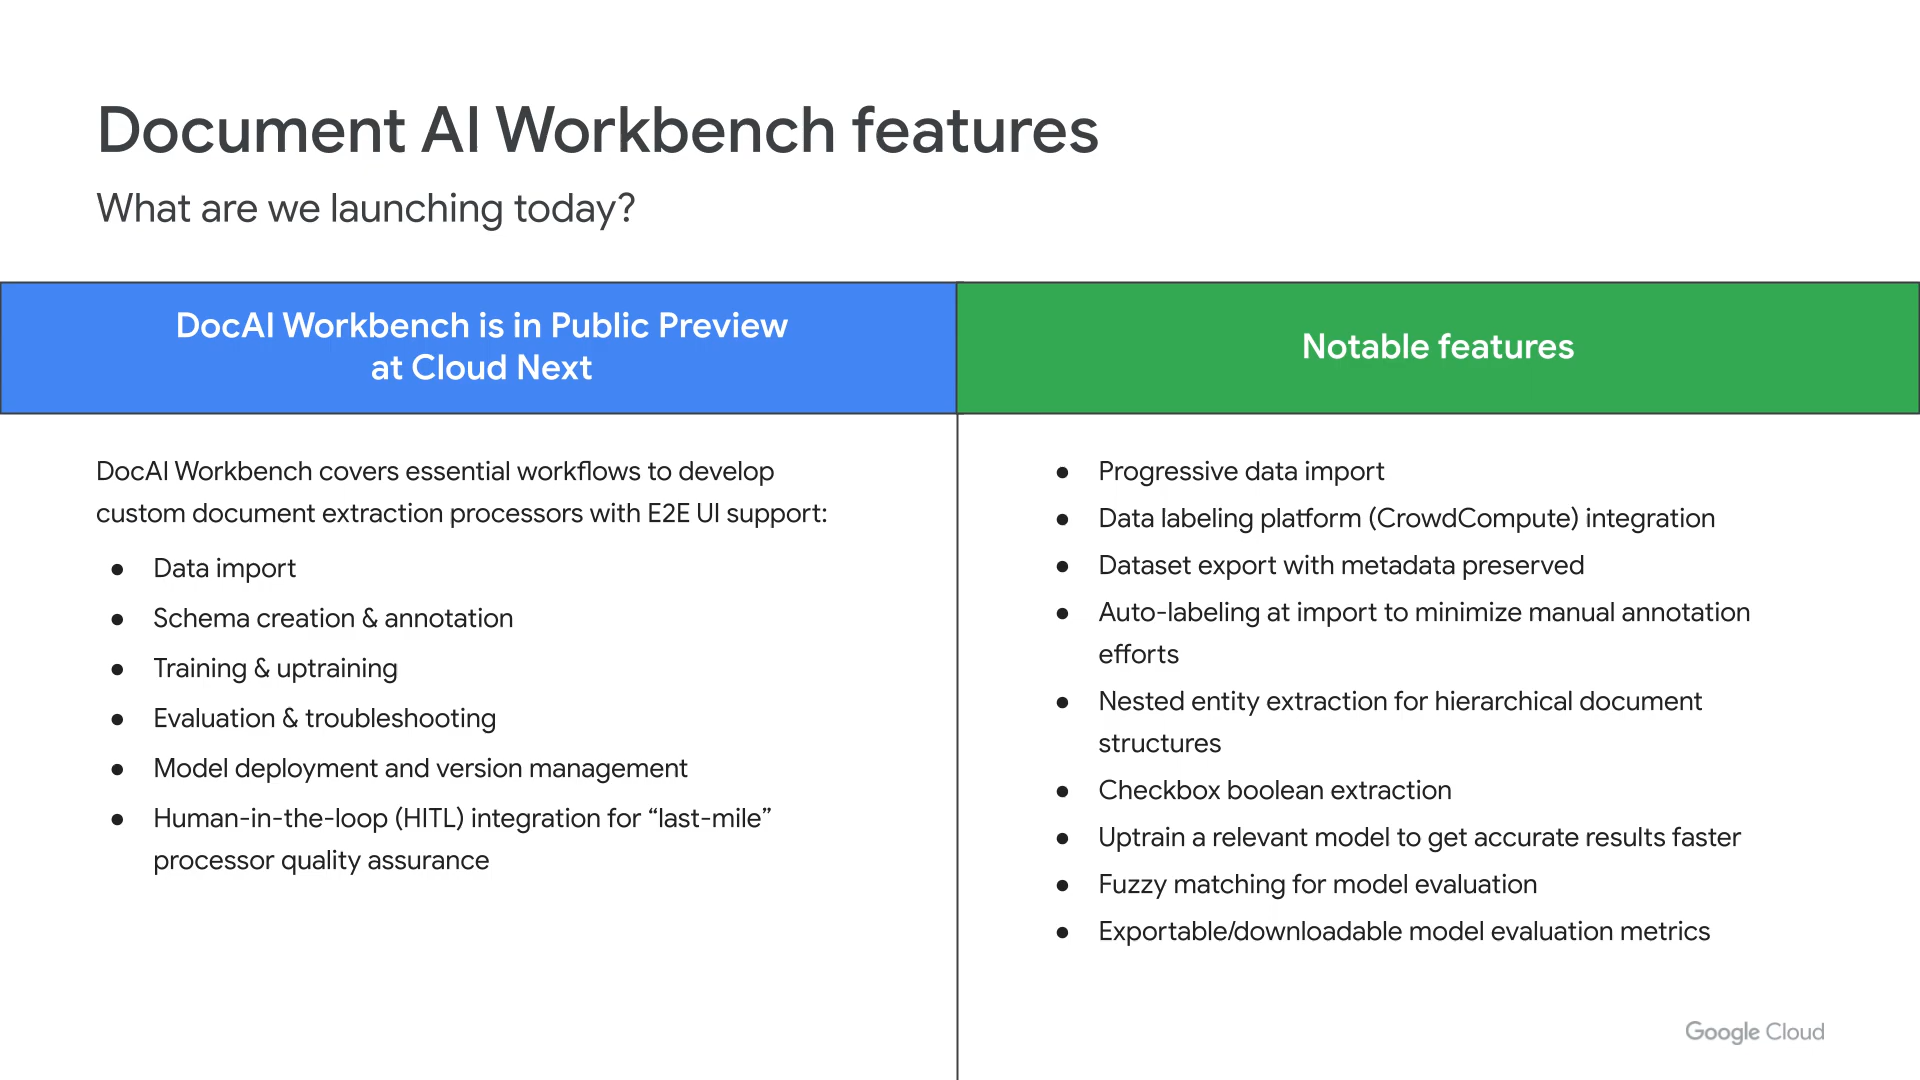 Document AI Workbench features
What are we launching today?
DocAI Workbench is in Public Preview
at Cloud Next
DocAI Workbench covers essential workflows to develop
custom document extraction processors with E2E UI support:
● Data import
● Schema creation & annotation
● Training & uptraining
● Evaluation & troubleshooting
● Model deployment and version management
● Human-in-the-loop (HITL) integration for “last-mile”
processor quality assurance
Notable features
● Progressive data import
● Data labeling platform (CrowdCompute) integration
● Dataset export with metadata preserved
● Auto-labeling at import to minimize manual annotation
efforts
● Nested entity extraction for hierarchical document
structures
● Checkbox boolean extraction
● Uptrain a relevant model to get accurate results faster
● Fuzzy matching for model evaluation
● Exportable/downloadable model evaluation metrics
Google Cloud